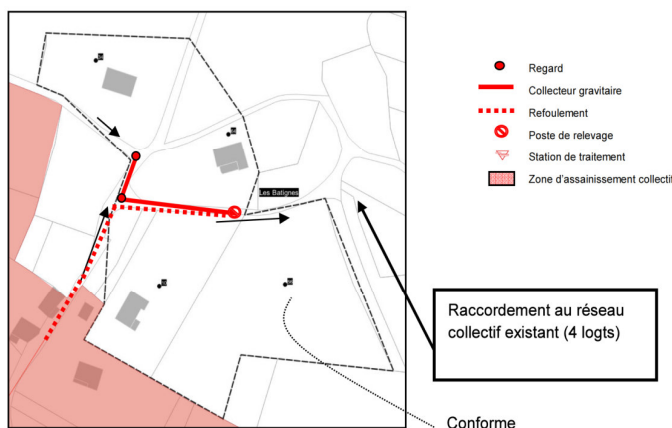 Regard
Collecteur gravitaire
Refoulement
Poste de relevage
Station de traitement
Zone d'assainissement collectif
Les Batignes
Raccordement au réseau
collectif existant (4 logts)
Conforme